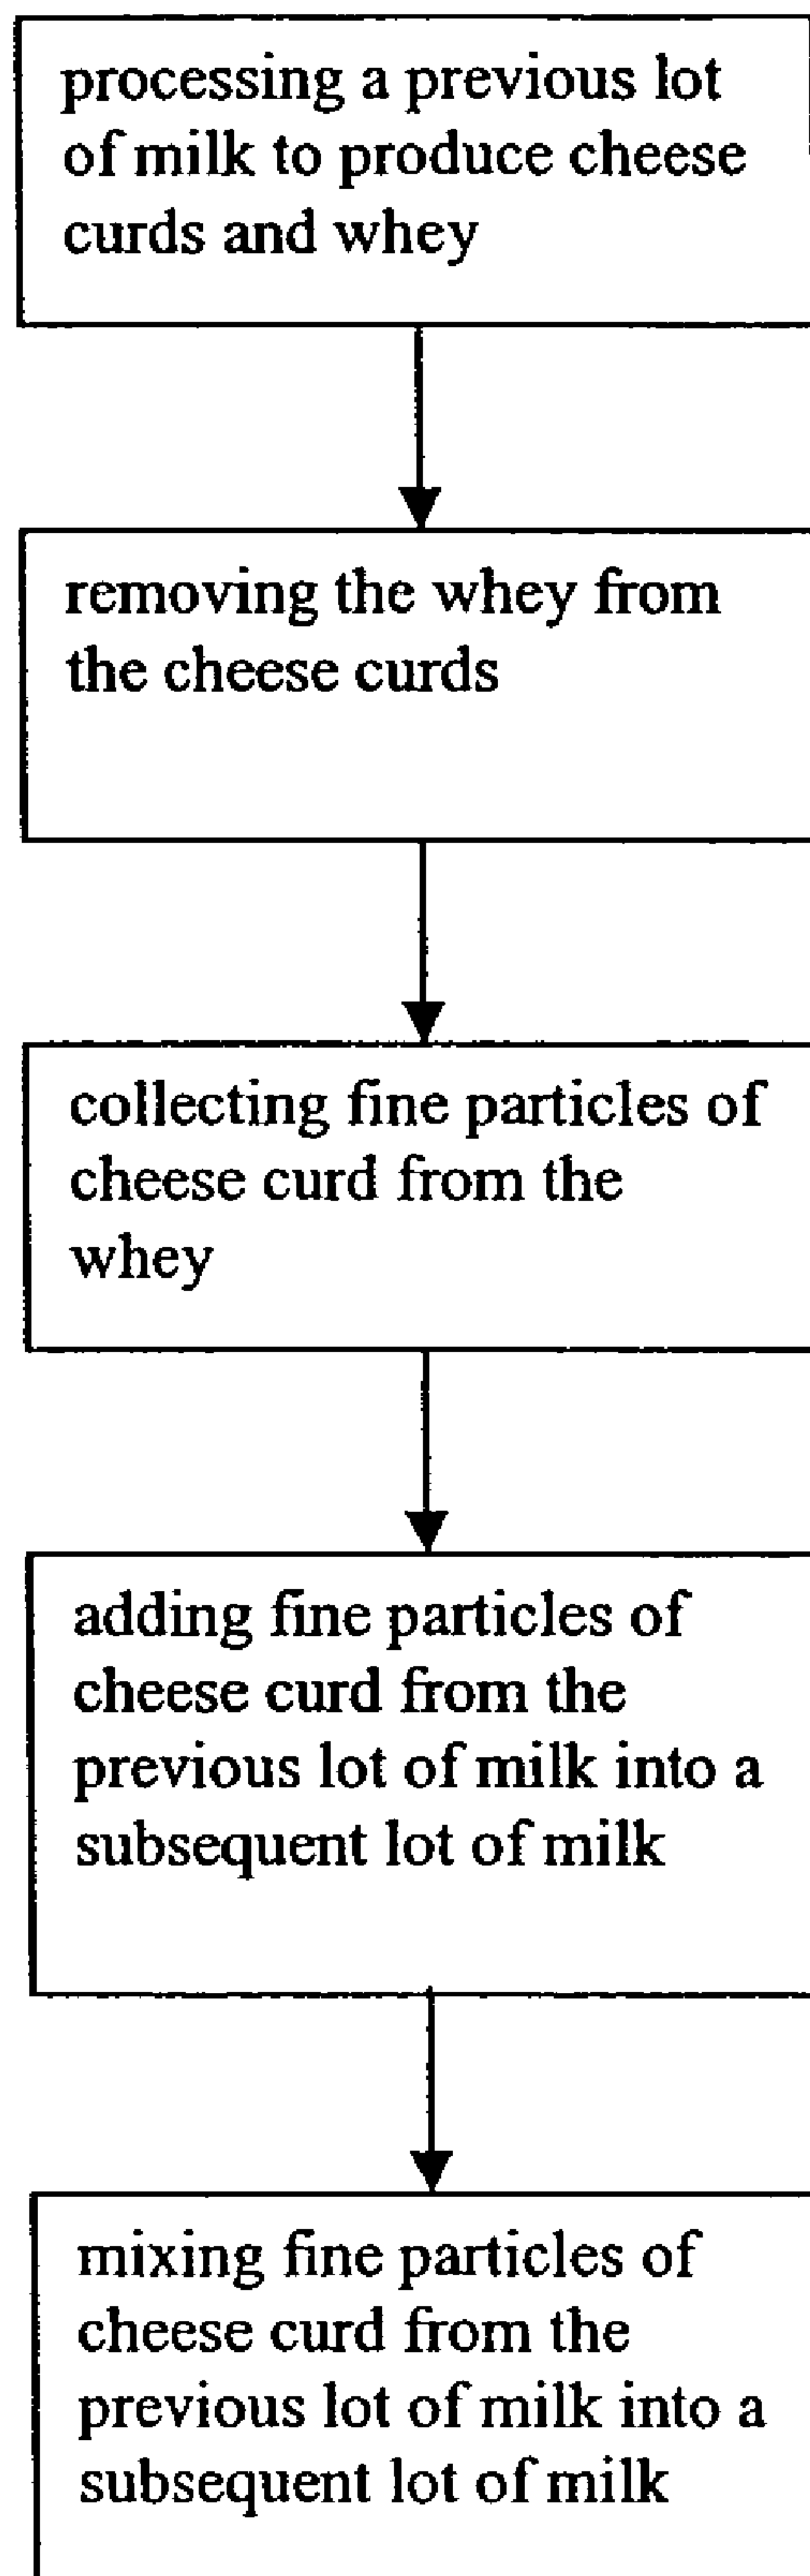 processing a previous lot
of milk to produce cheese
curds and whey
removing the whey from
the cheese curds
collecting fine particles of
cheese curd from the
whey
adding fine particles of
cheese curd from the
previous lot of milk into a
subsequent lot of milk
mixing fine particles of
cheese curd from the
previous lot of milk into a
subsequent lot of milk